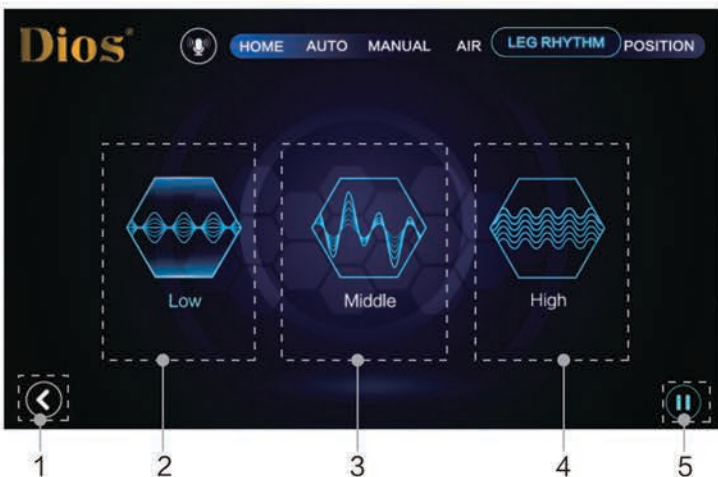 Dios®
HOME AUTO MANUAL AIR LEG RHYTHM POSITION
Low Middle High
1 2 3 4 5